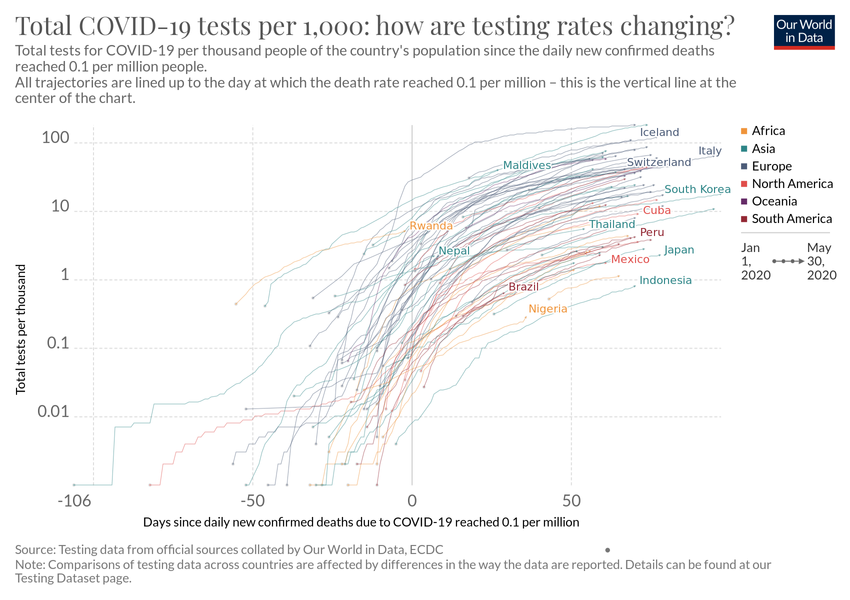 Total COVID-19 tests per 1,000: how are testing rates changing?
Our World
in Data
Total tests for COVID-19 per thousand people of the country's population since the daily new confirmed deaths
reached 0.1 per million people.
All trajectories are lined up to the day at which the death rate reached 0.1 per million – this is the vertical line at the
center of the chart.
100
10
1
0.1
0.01
Total tests per thousand
Iceland
Italy
Switzerland
Maldives
South Korea
Cuba
Rwanda
Thailand
Peru
Nepal
Japan
Mexico
Indonesia
Brazil
Nigeria
Africa
Asia
Europe
North America
Oceania
South America
Jan
1,
2020
May
30,
2020
-106
-50
0
50
Days since daily new confirmed deaths due to COVID-19 reached 0.1 per million
Source: Testing data from official sources collated by Our World in Data, ECDC
Note: Comparisons of testing data across countries are affected by differences in the way the data are reported. Details can be found at our
Testing Dataset page.